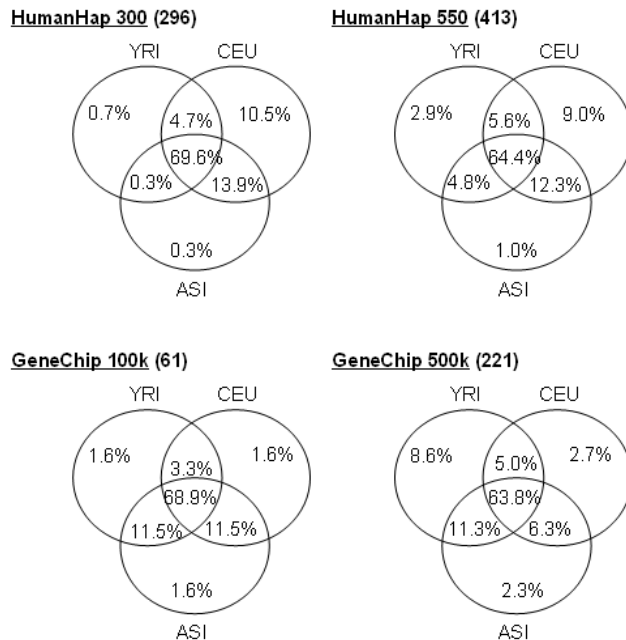 HumanHap 300 (296)
YRI CEU
0.7% 4.7% 10.5%
69.6%
0.3% 13.9%
0.3%
ASI
HumanHap 550 (413)
YRI CEU
2.9% 5.6% 9.0%
64.4%
4.8% 12.3%
1.0%
ASI
GeneChip 100k (61)
YRI CEU
1.6% 3.3% 1.6%
68.9%
11.5% 11.5%
1.6%
ASI
GeneChip 500k (221)
YRI CEU
8.6% 5.0% 2.7%
63.8%
11.3% 6.3%
2.3%
ASI